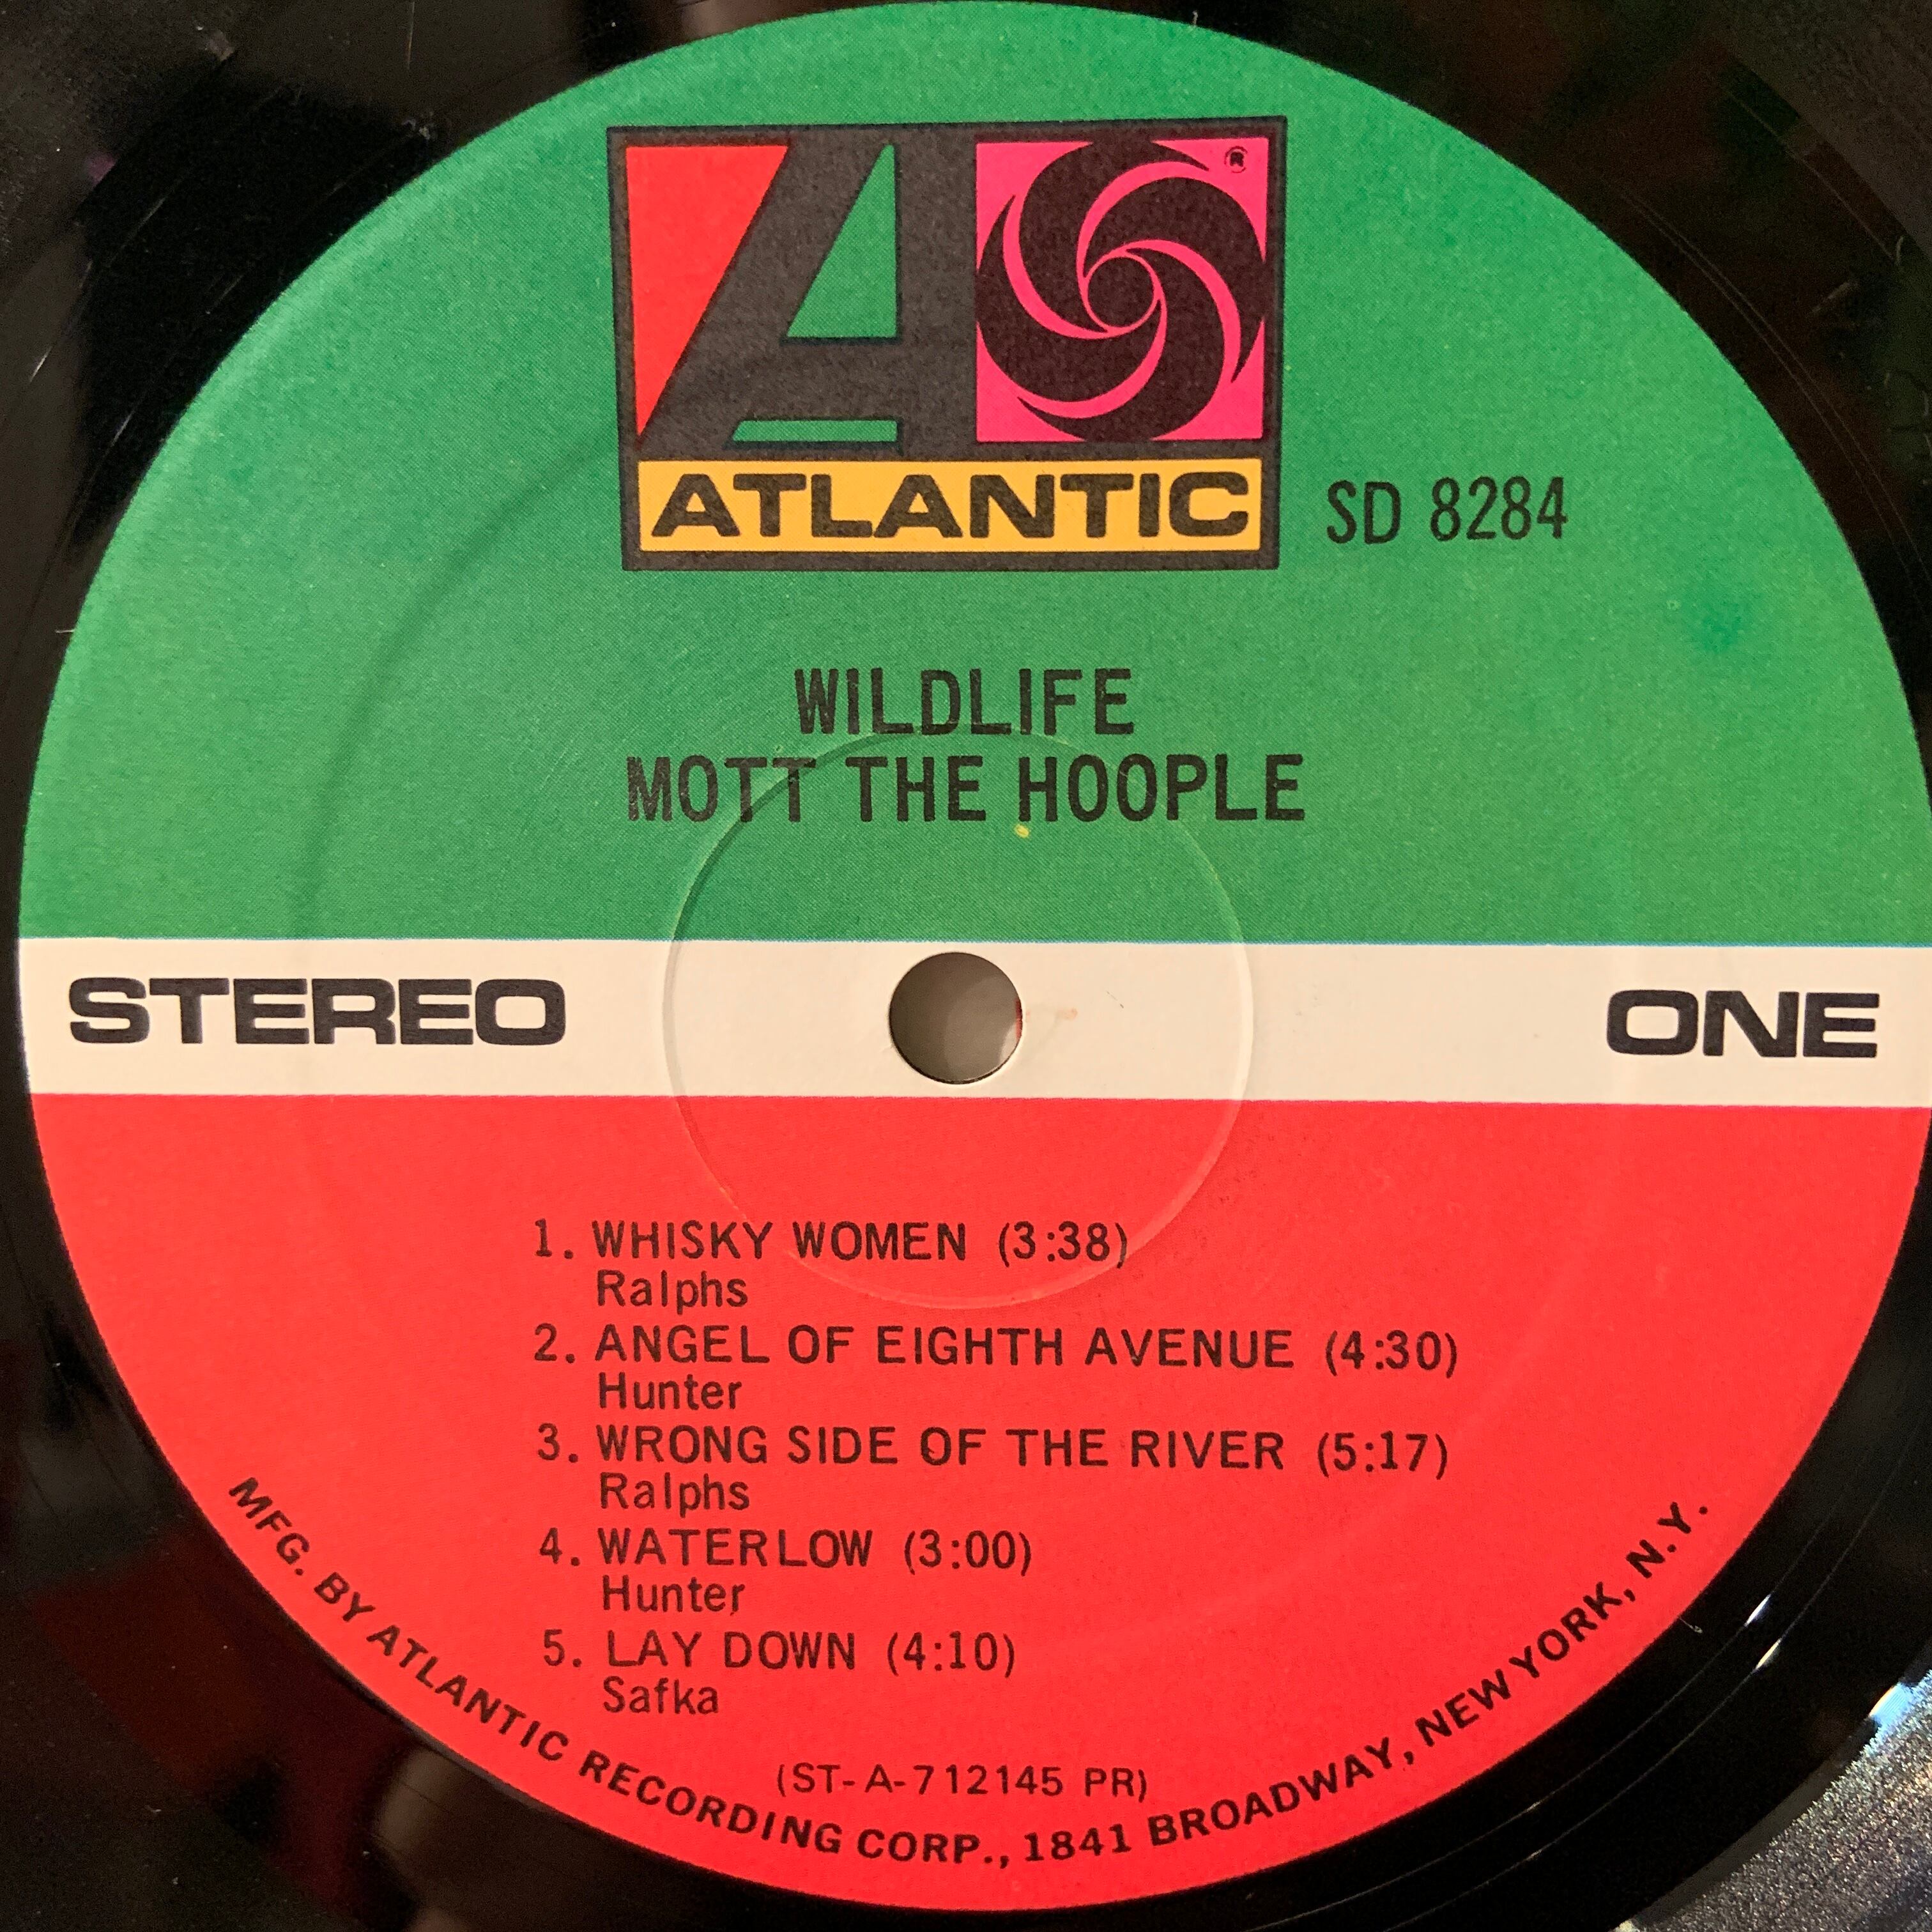 ®
ATLANTIC
SD 8284
WILDLIFE
MOTT THE HOOPLE
STEREO
ONE
1. WHISKY WOMEN (3:38)
Ralphs
2. ANGEL OF EIGHTH AVENUE (4:30)
Hunter
3. WRONG SIDE OF THE RIVER (5:17)
Ralphs
4. WATERLOW (3:00)
Hunter
5. LAY DOWN (4:10)
Safka
(ST-A-712145 PR)
MFG. BY ATLANTIC RECORDING CORP., 1841 BROADWAY, NEW YORK, N.Y.